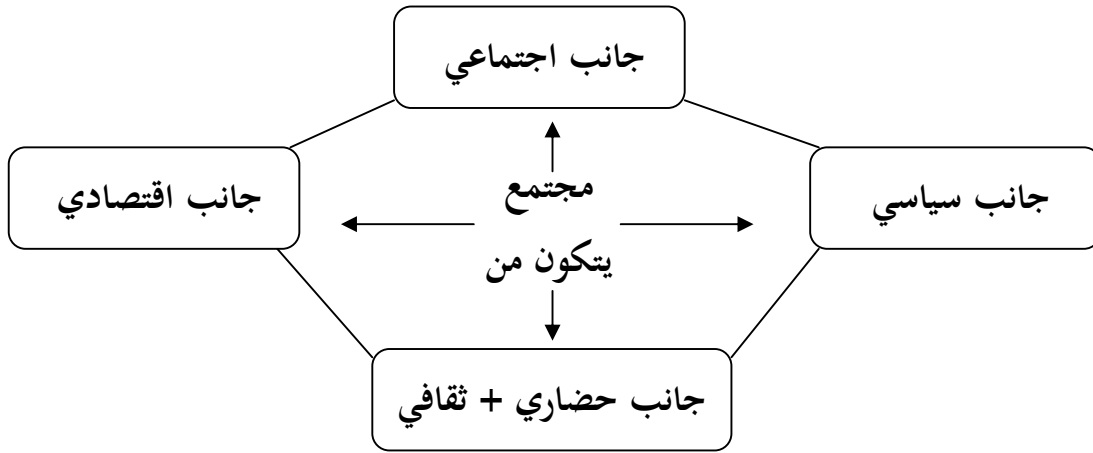 جانب اجتماعي
جانب سياسي
مجتمع
جانب اقتصادي
يتكون من
جانب حضاري + ثقافي